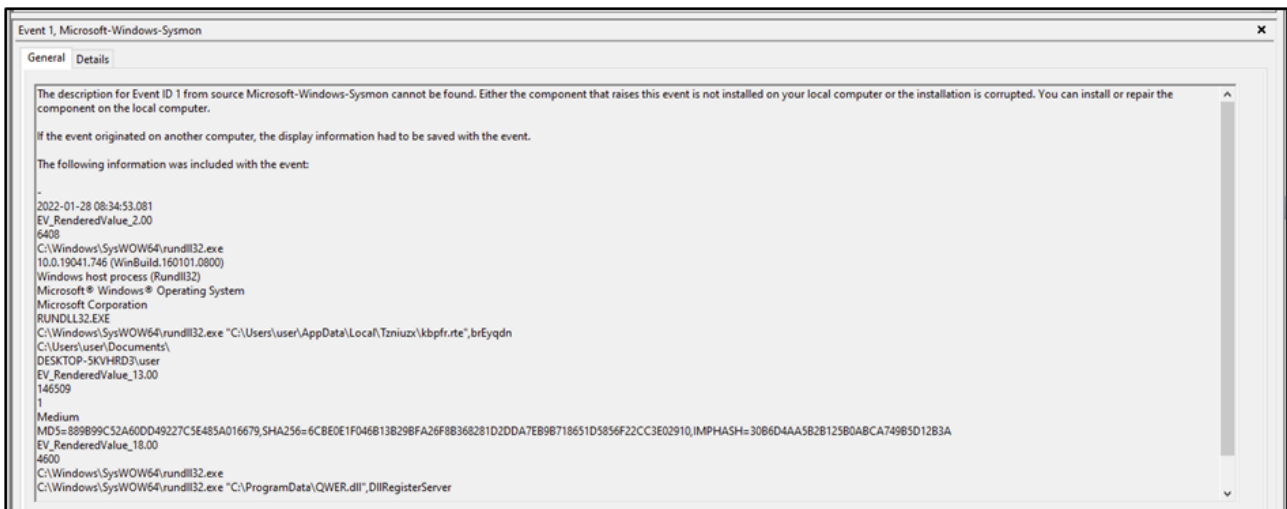 Event 1, Microsoft-Windows-Sysmon
General Details
The description for Event ID 1 from source Microsoft-Windows-Sysmon cannot be found. Either the component that raises this event is not installed on your local computer or the installation is corrupted. You can install or repair the
component on the local computer.
If the event originated on another computer, the display information had to be saved with the event.
The following information was included with the event:
-
2022-01-28 08:34:53.081
EV_RenderedValue_2.00
6408
C:\Windows\SysWOW64\rundll32.exe
10.0.19041.746 (WinBuild.160101.0800)
Windows host process (Rundll32)
Microsoft® Windows® Operating System
Microsoft Corporation
RUNDLL32.EXE
C:\Windows\SysWOW64\rundll32.exe "C:\Users\user\AppData\Local\Tzniuzx\kbpfr.rte",brEyqdn
C:\Users\user\Documents\
DESKTOP-5KVHRD3\user
EV_RenderedValue_13.00
146509
1
Medium
MD5=889B99C52A60DD49227C5E485A016679,SHA256=6CBE0E1F046B13B29BFA26F8B368281D2DDA7EB9B718651D5856F22CC3E02910,IMPHASH=30B6D4AA5B2B125B0ABCA749B5D12B3A
EV_RenderedValue_18.00
4600
C:\Windows\SysWOW64\rundll32.exe
C:\Windows\SysWOW64\rundll32.exe "C:\ProgramData\QWER.dll",DllRegisterServer